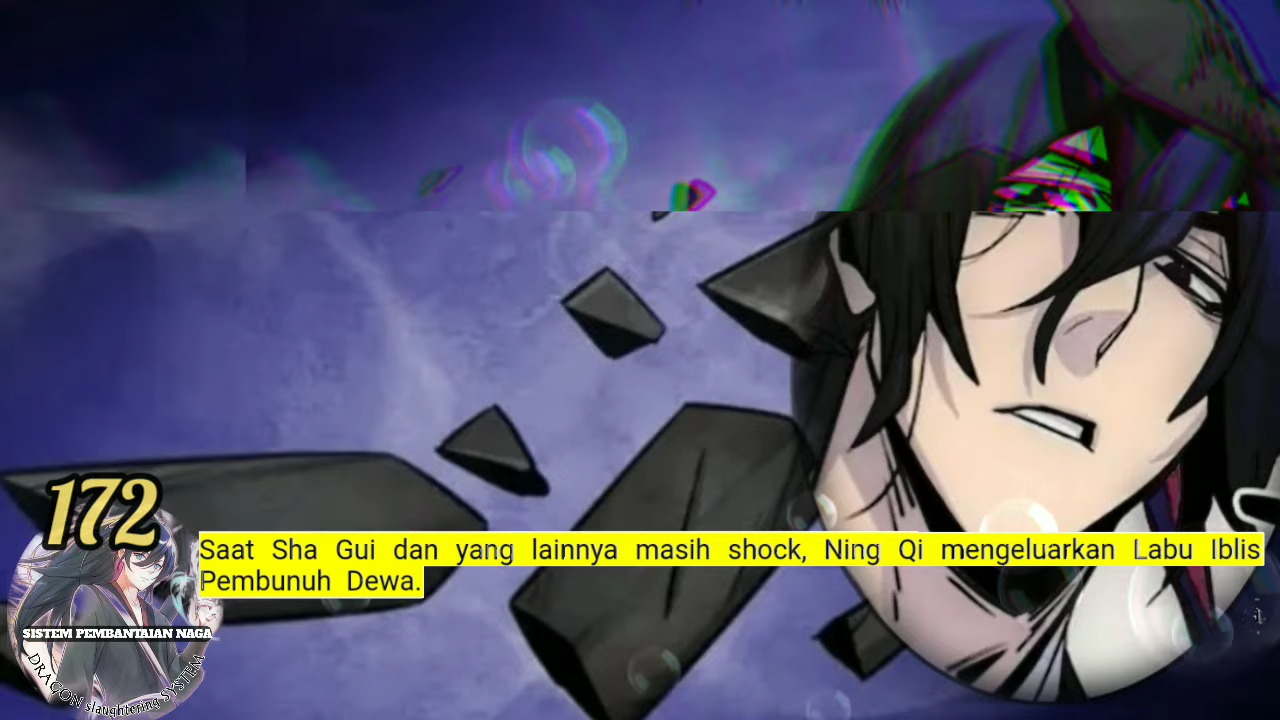 172
Saat Sha Gui dan yang lainnya masih shock, Ning Qi mengeluarkan Labu Iblis
Pembunuh Dewa.
SISTEM PEMBANTAIAN NAGA
DRAGON slaughtering SYSTEM